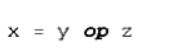 x = y op z